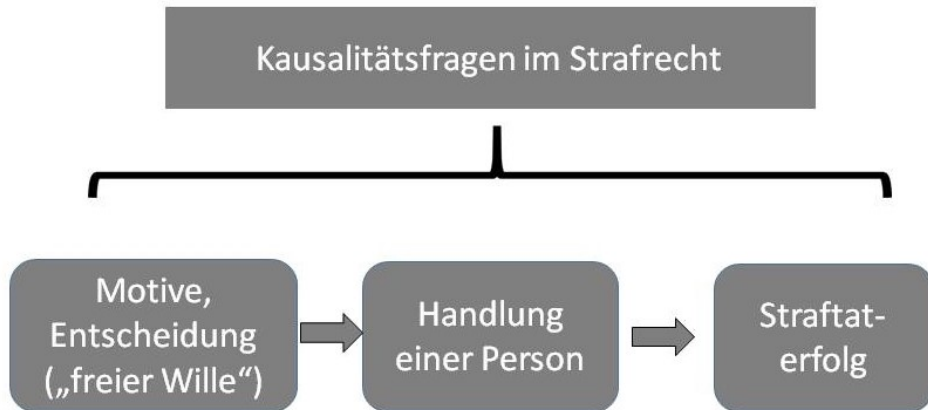 Kausalitätsfragen im Strafrecht
Motive,
Entscheidung
(„freier Wille“)
Handlung
einer Person
Straftat-
erfolg